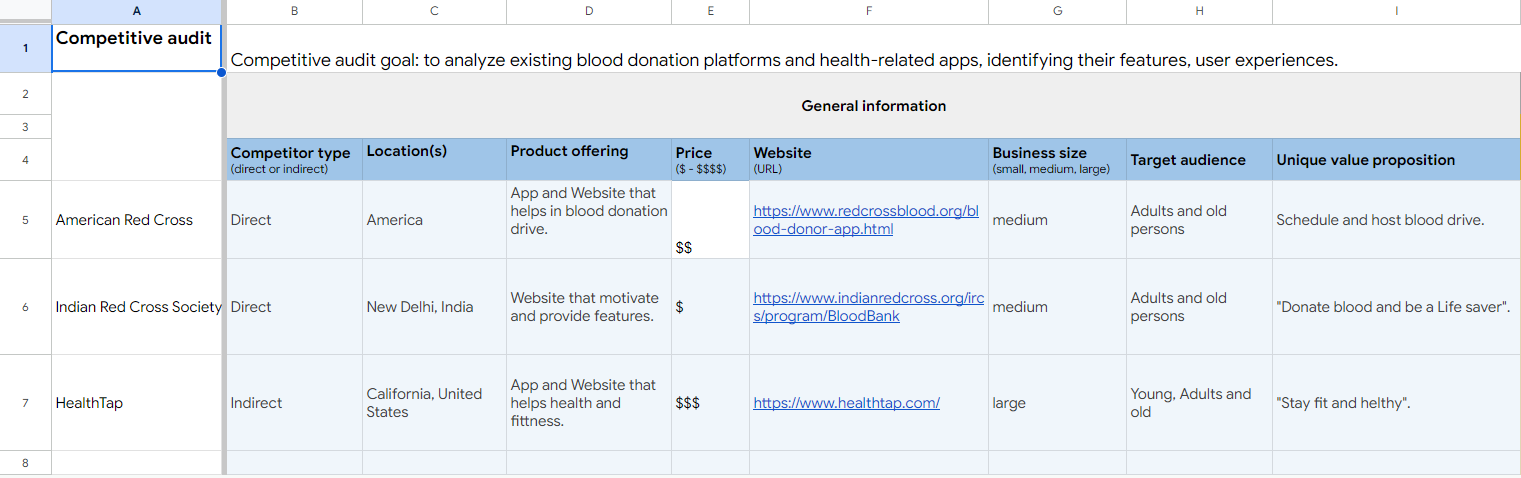 A B C D E F G H I
1 Competitive audit
Competitive audit goal: to analyze existing blood donation platforms and health-related apps, identifying their features, user experiences.
2
General information
3
4
Competitor type
(direct or indirect)
Location(s)
Product offering
Price
($ - $$$$)
Website
(URL)
Business size
(small, medium, large)
Target audience
Unique value proposition
5
American Red Cross
Direct
America
App and Website that
helps in blood donation
drive.
$$
https://www.redcrossblood.org/bl
ood-donor-app.html
medium
Adults and old
persons
Schedule and host blood drive.
6
Indian Red Cross Society
Direct
New Delhi, India
Website that motivate
and provide features.
$
https://www.indianredcross.org/irc
s/program/BloodBank
medium
Adults and old
persons
"Donate blood and be a Life saver".
7
HealthTap
Indirect
California, United
States
App and Website that
helps health and
fittness.
$$$
https://www.healthtap.com/
large
Young, Adults and
old
"Stay fit and helthy".
8